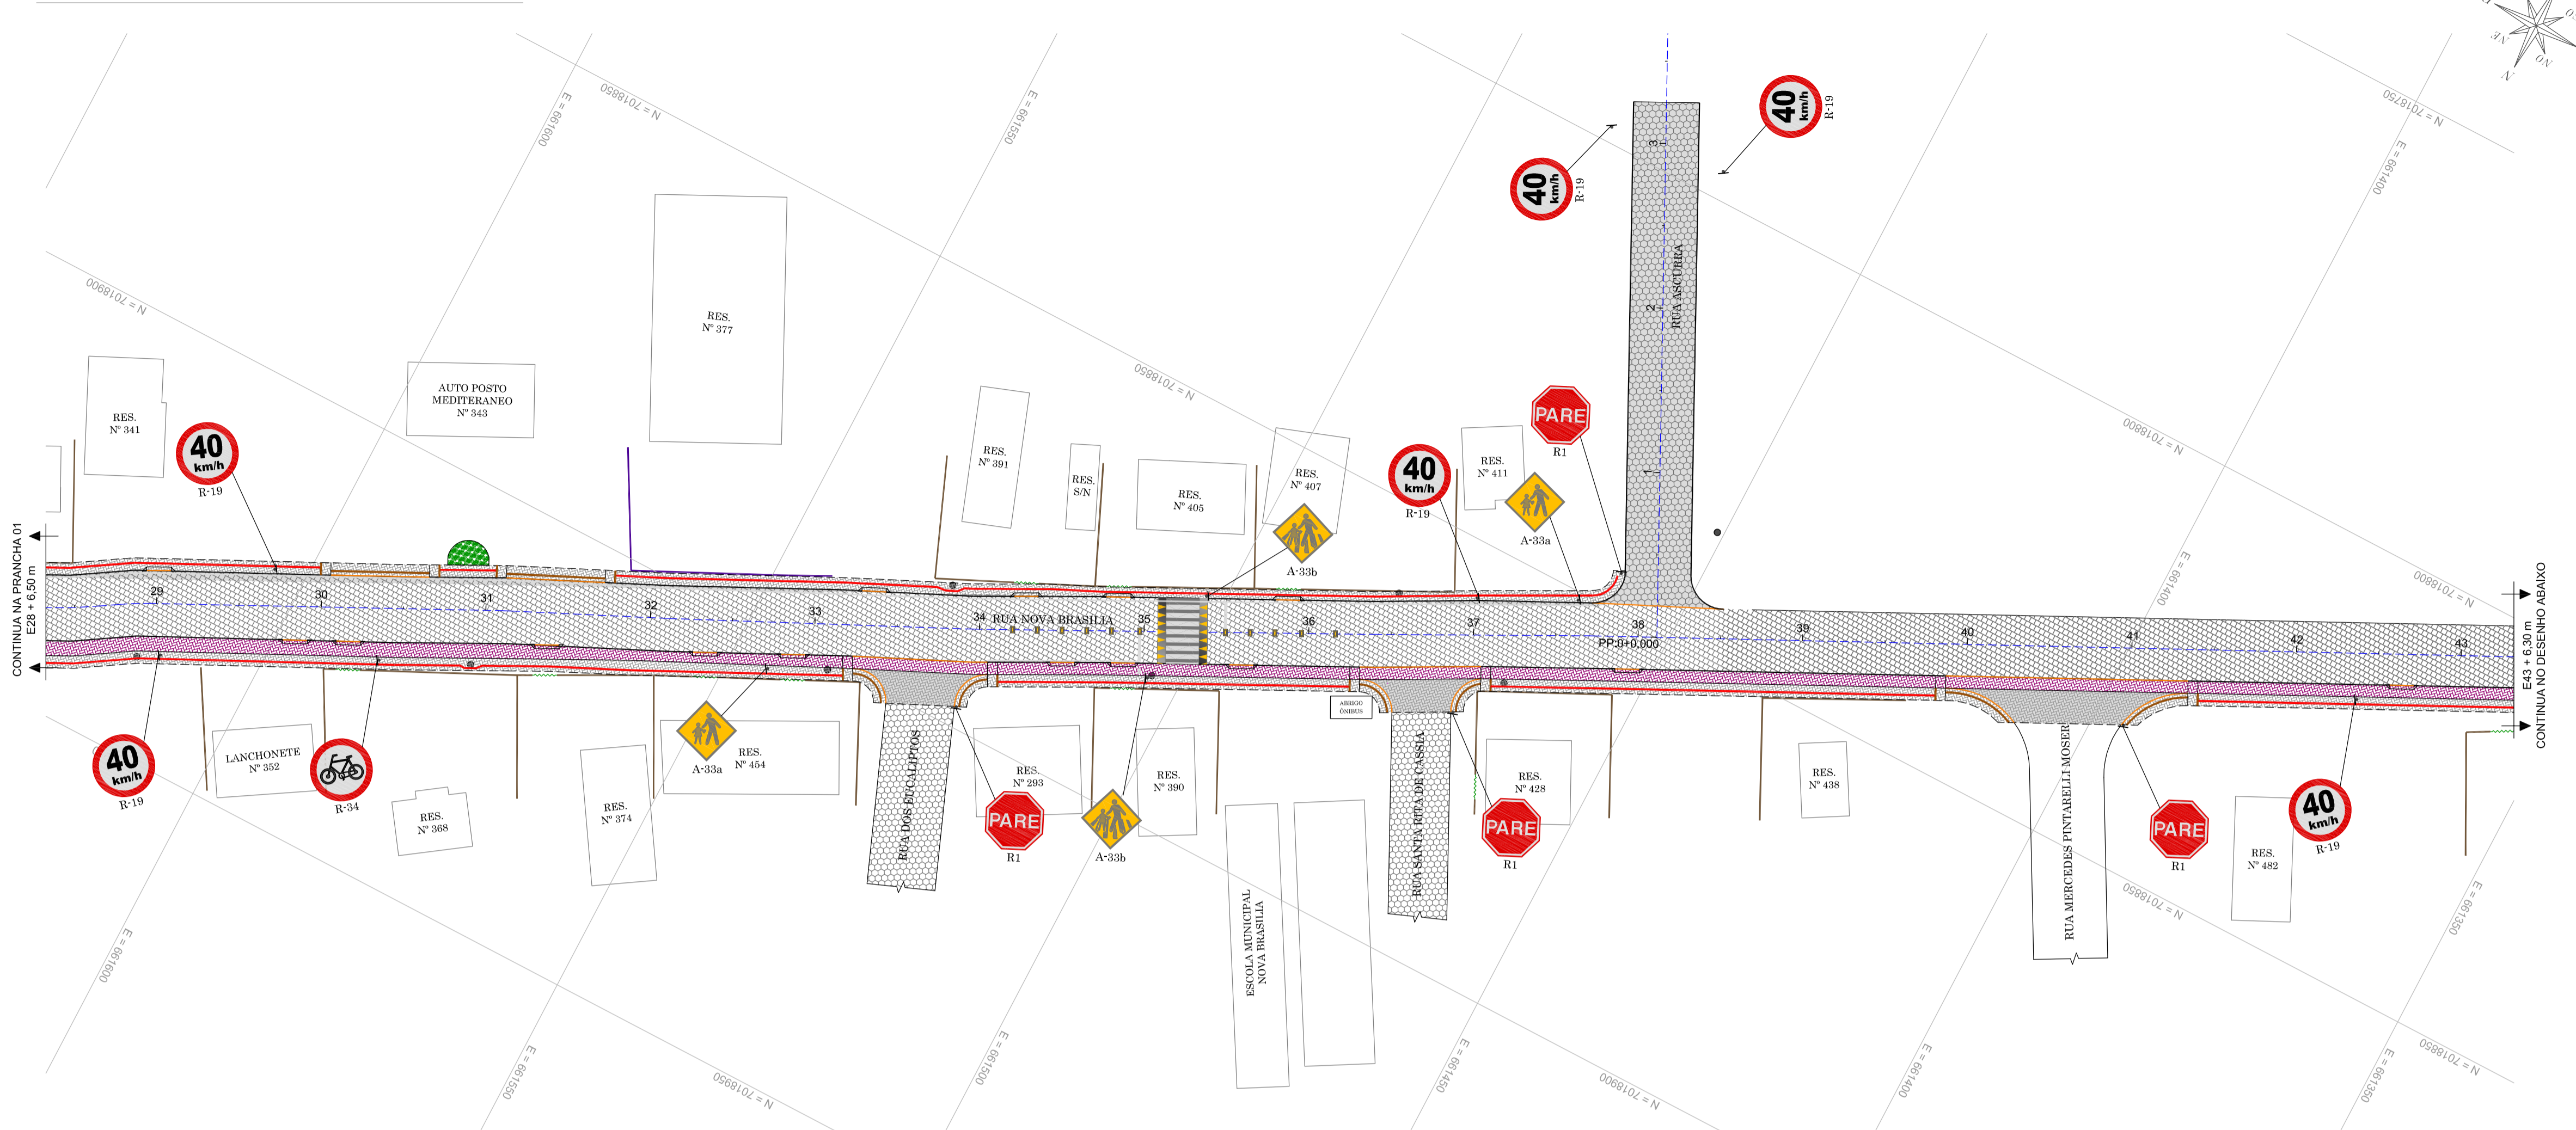 NE
N
NO
N = 7018850
E = 661600
E = 661550
N = 7018750
E = 661400
40
km/h
R-19
40
km/h
R-19
3
2
1
RUA ASCURRA
N = 7018900
N = 7018850
N = 7018800
N = 7018800
E = 661400
RES.
Nº 341
AUTO POSTO
MEDITERANEO
Nº 343
RES.
Nº 377
RES.
Nº 391
RES.
S/N
RES.
Nº 405
RES.
Nº 407
RES.
Nº 411
40
km/h
R-19
A-33b
40
km/h
R-19
PARE
R1
A-33a
CONTINUA NA PRANCHA 01
E28 + 6,50 m
29
30
31
32
33
34
RUA NOVA BRASILIA
35
36
37
38
PP:0+0,000
39
40
41
42
43
E43 + 6,30 m
CONTINUA NO DESENHO ABAIXO
40
km/h
R-19
LANCHONETE
Nº 352
R-34
RES.
Nº 368
RES.
Nº 374
A-33a
RES.
Nº 454
RUA DOS EUCALIPTOS
RES.
Nº 293
PARE
R1
A-33b
RES.
Nº 390
ESCOLA MUNICIPAL
NOVA BRASILIA
ABRIGO
ÔNIBUS
RUA SANTA RITA DE CASSIA
RES.
Nº 428
PARE
R1
RES.
Nº 438
RUA MERCEDES PINTARELLI MOSER
PARE
R1
RES.
Nº 482
40
km/h
R-19
E = 661600
E = 661550
N = 7018950
E = 661500
E = 661450
N = 7018900
E = 661400
N = 7018850
E = 661350
E = 661350
N = 7018850